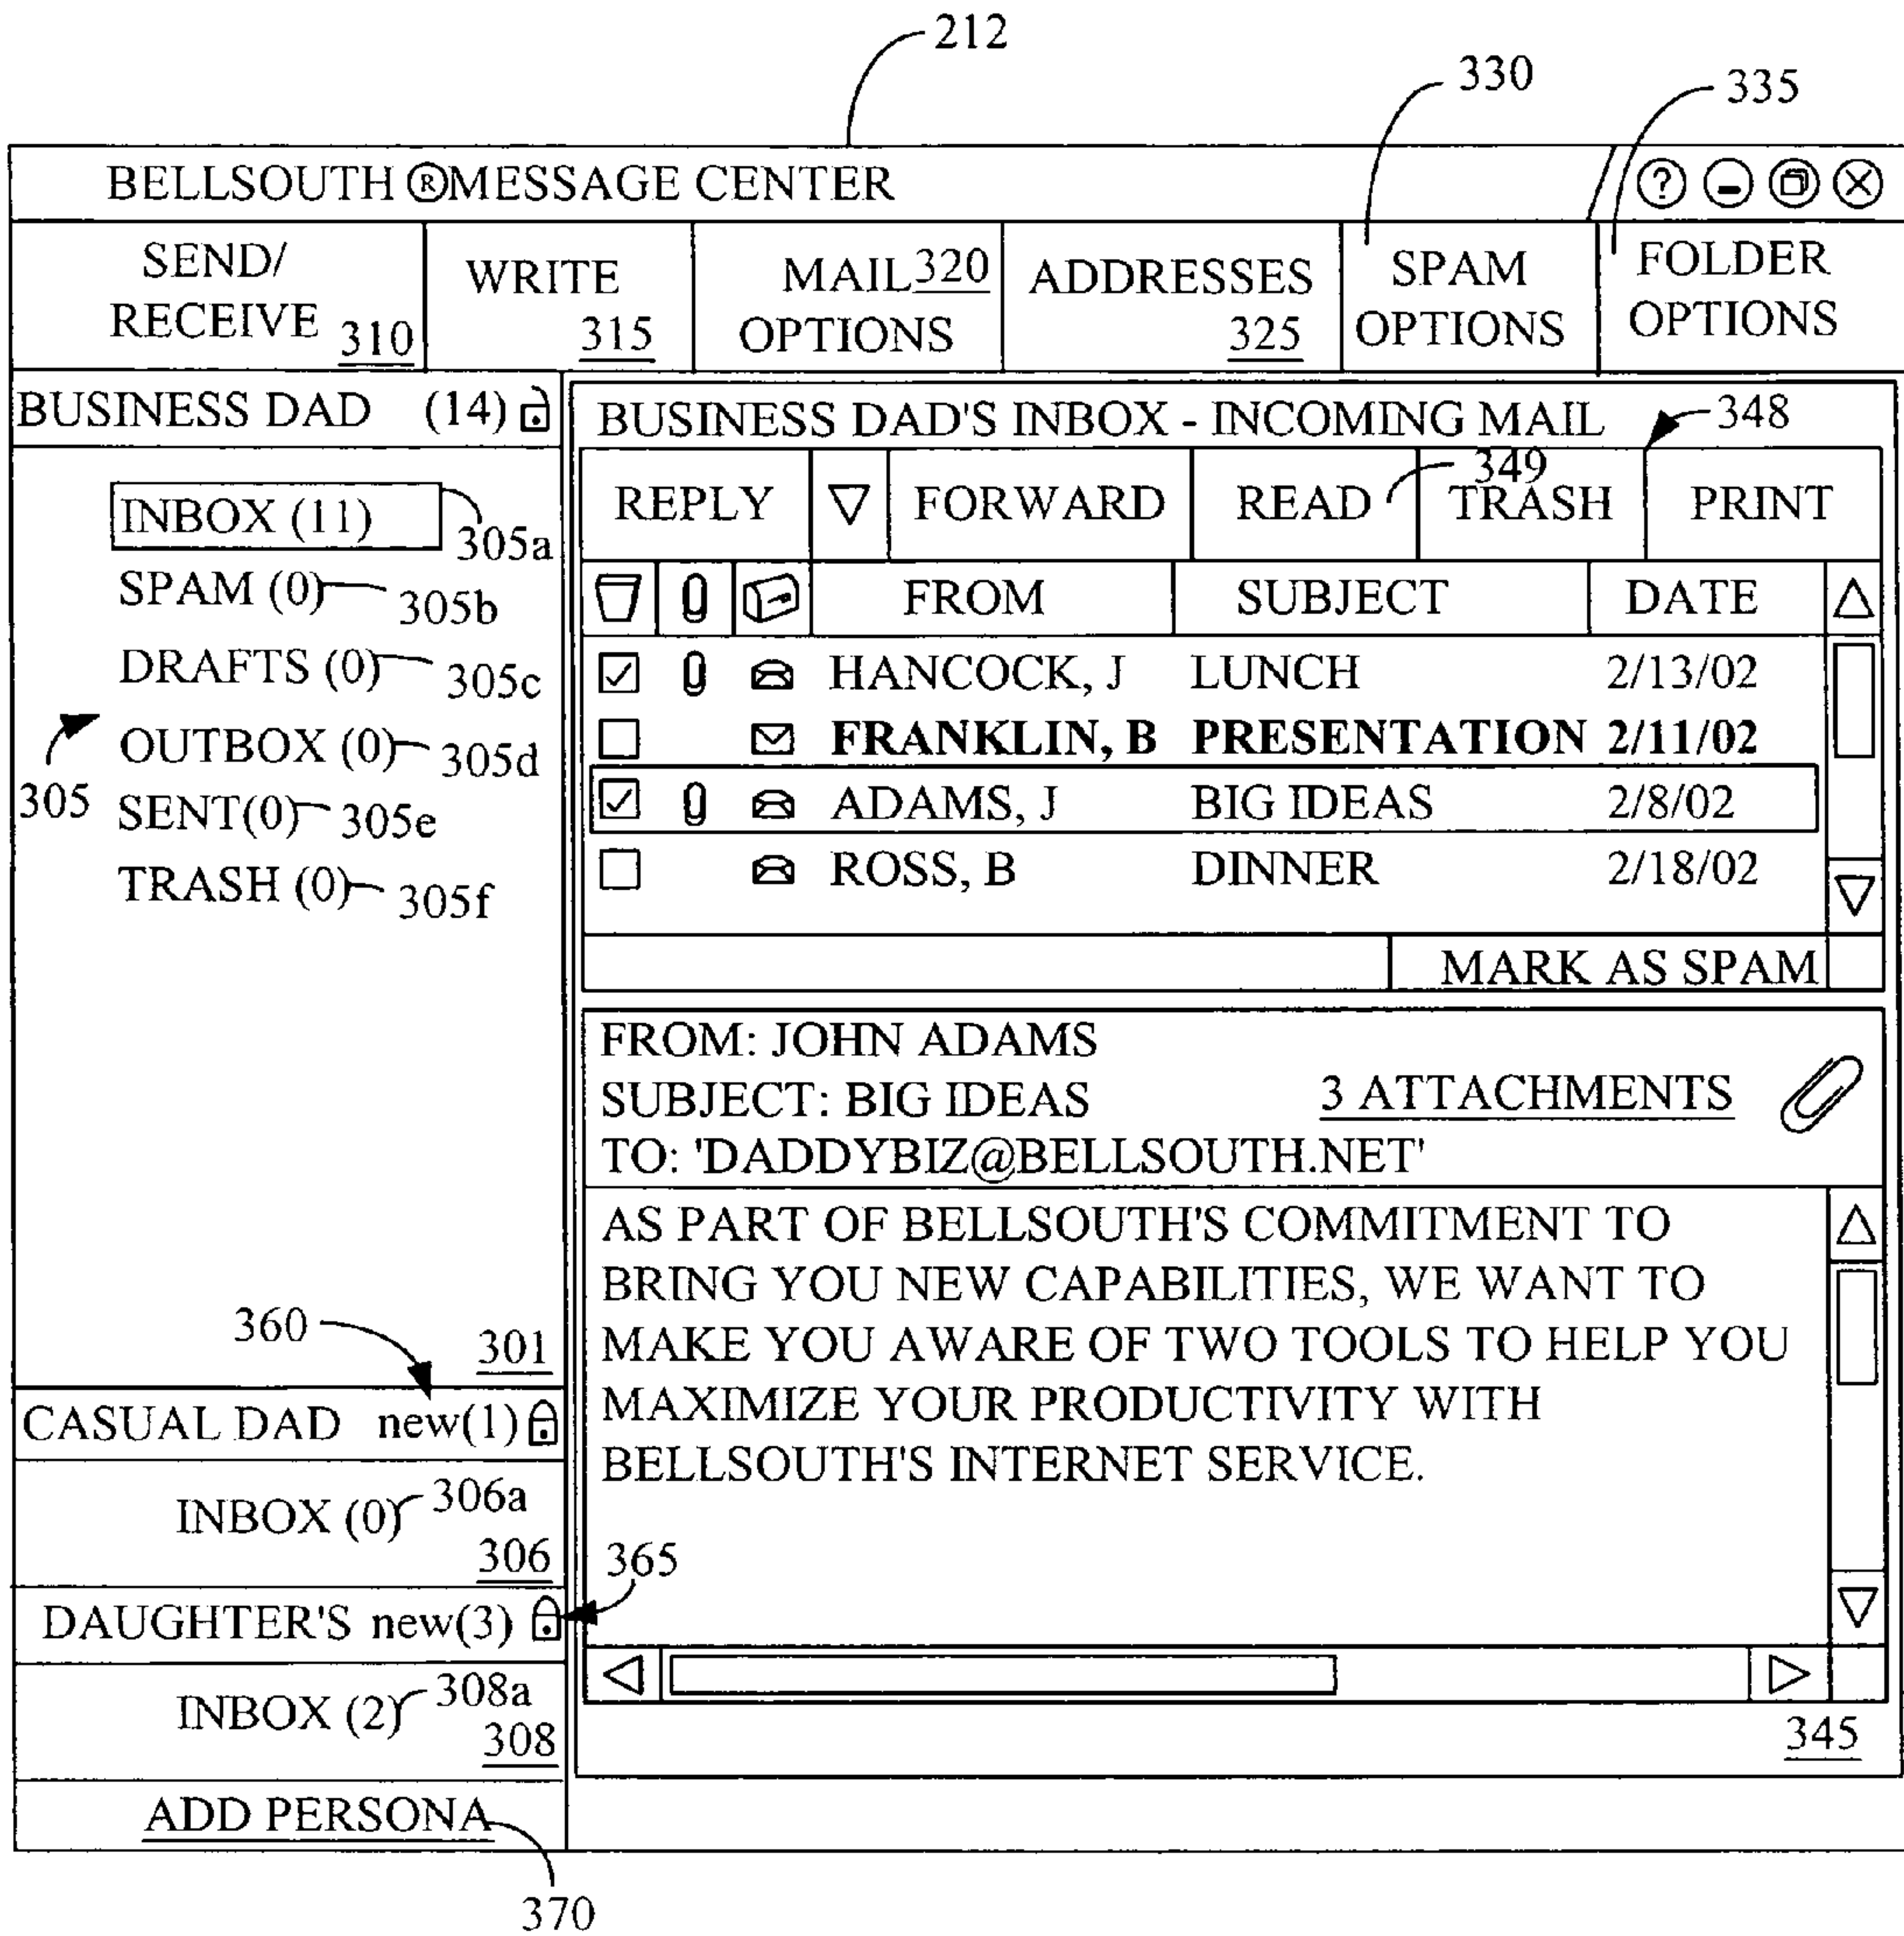 212
330
335
BELLSOUTH ®MESSAGE CENTER
SEND/
RECEIVE 310
WRITE
315
MAIL 320
OPTIONS
ADDRESSES
325
SPAM
OPTIONS
FOLDER
OPTIONS
BUSINESS DAD (14)
INBOX (11)
305a
SPAM (0) 305b
DRAFTS (0) 305c
OUTBOX (0) 305d
305
SENT(0) 305e
TRASH (0) 305f
360
301
CASUAL DAD new(1)
INBOX (0) 306a
306
DAUGHTER'S new(3)
365
INBOX (2) 308a
308
ADD PERSONA
370
BUSINESS DAD'S INBOX - INCOMING MAIL
348
REPLY FORWARD READ 349 TRASH PRINT
FROM SUBJECT DATE
HANCOCK, J LUNCH 2/13/02
FRANKLIN, B PRESENTATION 2/11/02
ADAMS, J BIG IDEAS 2/8/02
ROSS, B DINNER 2/18/02
MARK AS SPAM
FROM: JOHN ADAMS
SUBJECT: BIG IDEAS 3 ATTACHMENTS
TO: 'DADDYBIZ@BELLSOUTH.NET'
AS PART OF BELLSOUTH'S COMMITMENT TO
BRING YOU NEW CAPABILITIES, WE WANT TO
MAKE YOU AWARE OF TWO TOOLS TO HELP YOU
MAXIMIZE YOUR PRODUCTIVITY WITH
BELLSOUTH'S INTERNET SERVICE.
345